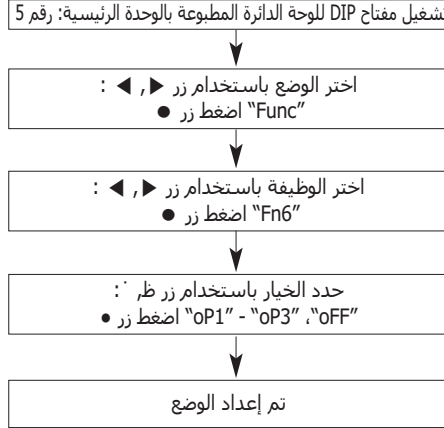 تشغيل مفتاح DIP للوحة الدائرة المطبوعة بالوحدة الرئيسية: رقم 5
اختر الوضع باستخدام زر ▶ , ◀ :
"Func" اضغط زر ●
اختر الوظيفة باستخدام زر ▶ , ◀ :
"Fn6" اضغط زر ●
حدد الخيار باستخدام زر ظ, ˙ :
"oFF"، "oP3" - "oP1" اضغط زر ●
تم إعداد الوضع